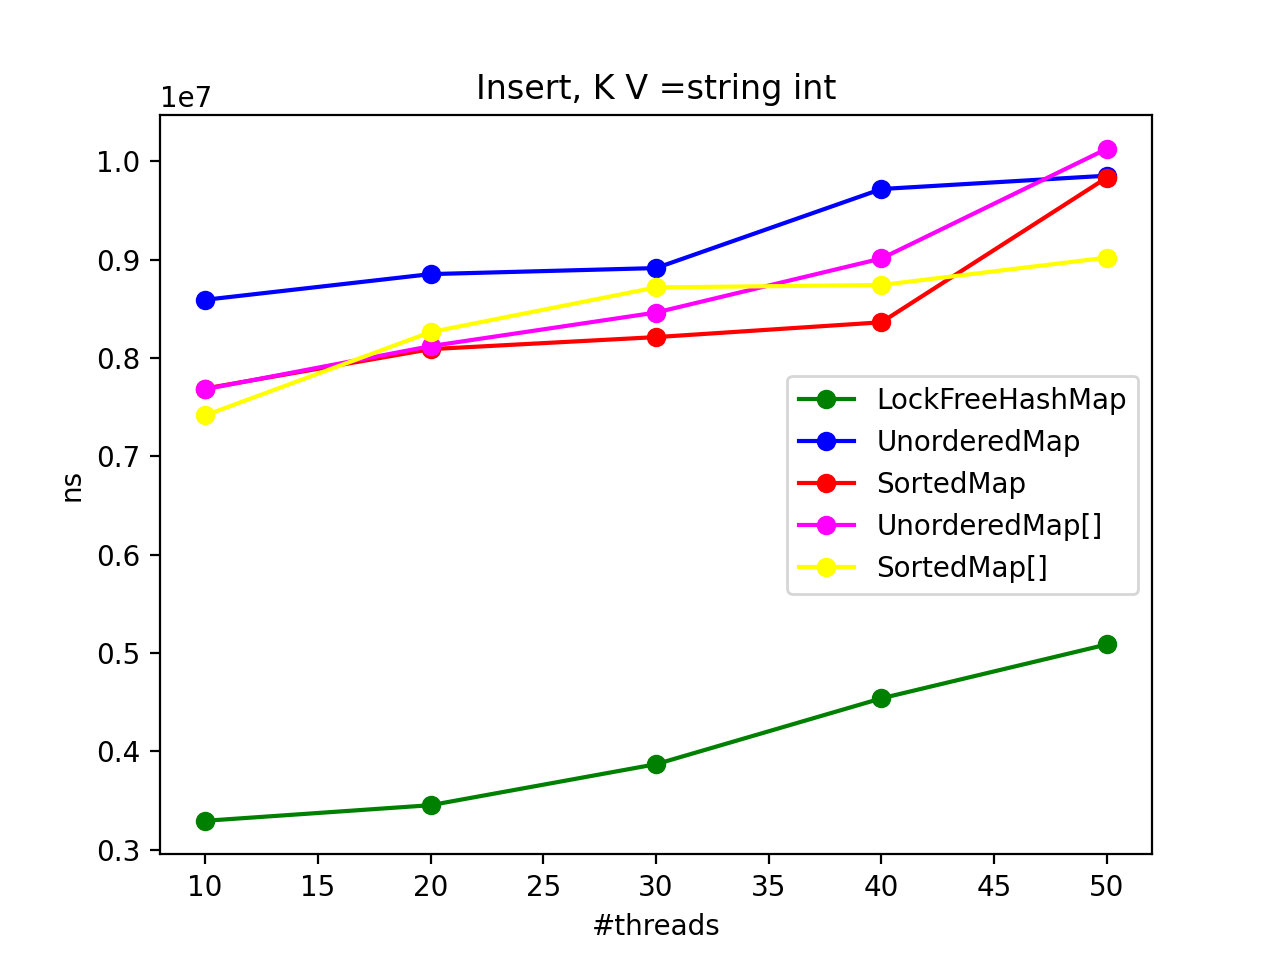 Insert, K V =string int
1e7
1.0
0.9
0.8
0.7
0.6
0.5
0.4
0.3
ns
LockFreeHashMap
UnorderedMap
SortedMap
UnorderedMap[]
SortedMap[]
10 15 20 25 30 35 40 45 50
#threads